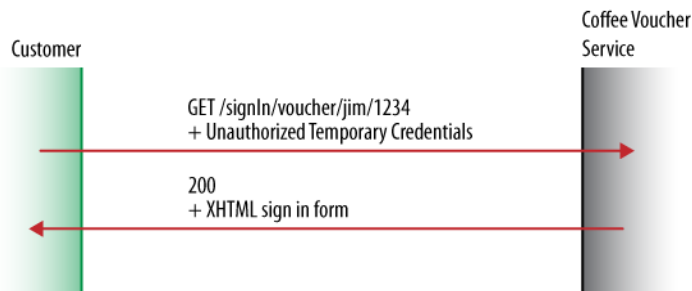 Customer
Coffee Voucher
Service
GET /signIn/voucher/jim/1234
+ Unauthorized Temporary Credentials
200
+ XHTML sign in form